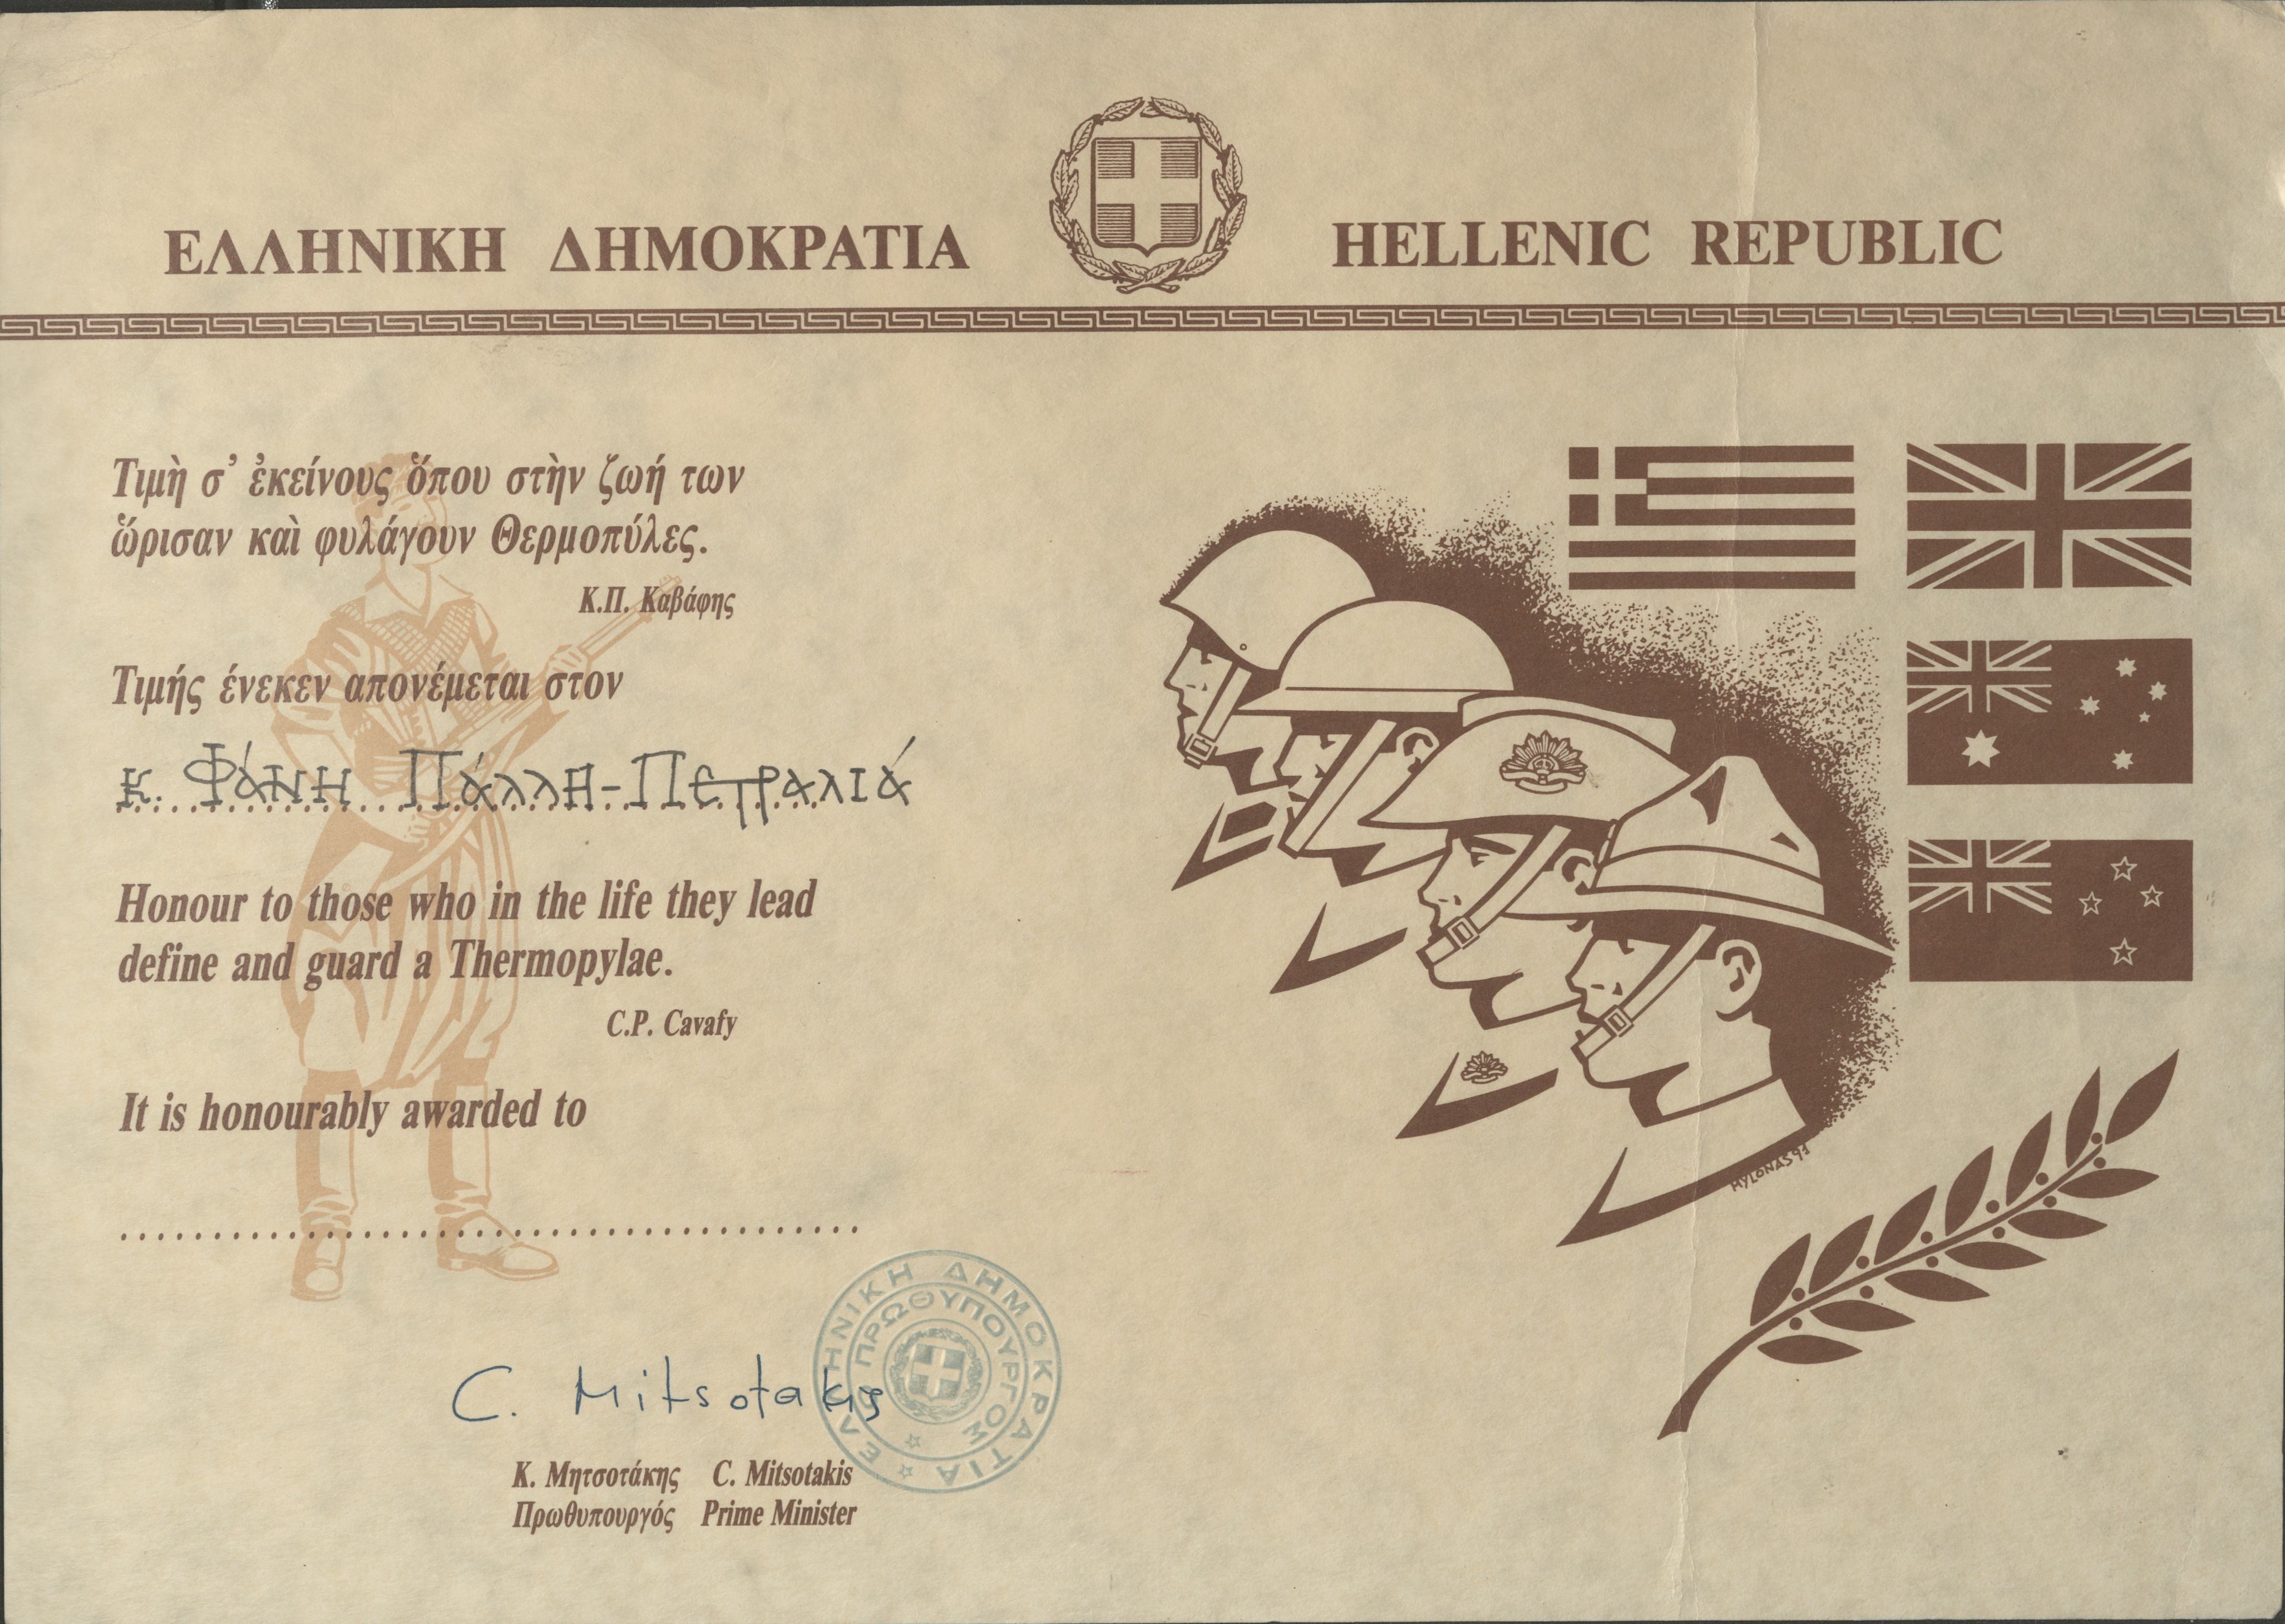 ΕΛΛΗΝΙΚΗ ΔΗΜΟΚΡΑΤΙΑ HELLENIC REPUBLIC
Τιμὴ σ’ ἐκείνους ὅπου στὴν ζωή των
ὥρισαν καὶ φυλάγουν Θερμοπύλες.
Κ.Π. Καβάφης
Τιμής ένεκεν απονέμεται στον
κ. Φάνη Πάλλη-Πετραλιά
Honour to those who in the life they lead
define and guard a Thermopylae.
C.P. Cavafy
It is honourably awarded to
C. Mitsotakis
Κ. Μητσοτάκης C. Mitsotakis
Πρωθυπουργός Prime Minister
ΕΛΛΗΝΙΚΗ ΔΗΜΟΚΡΑΤΙΑ
Ο ΠΡΩΘΥΠΟΥΡΓΟΣ
MYLONAS 93